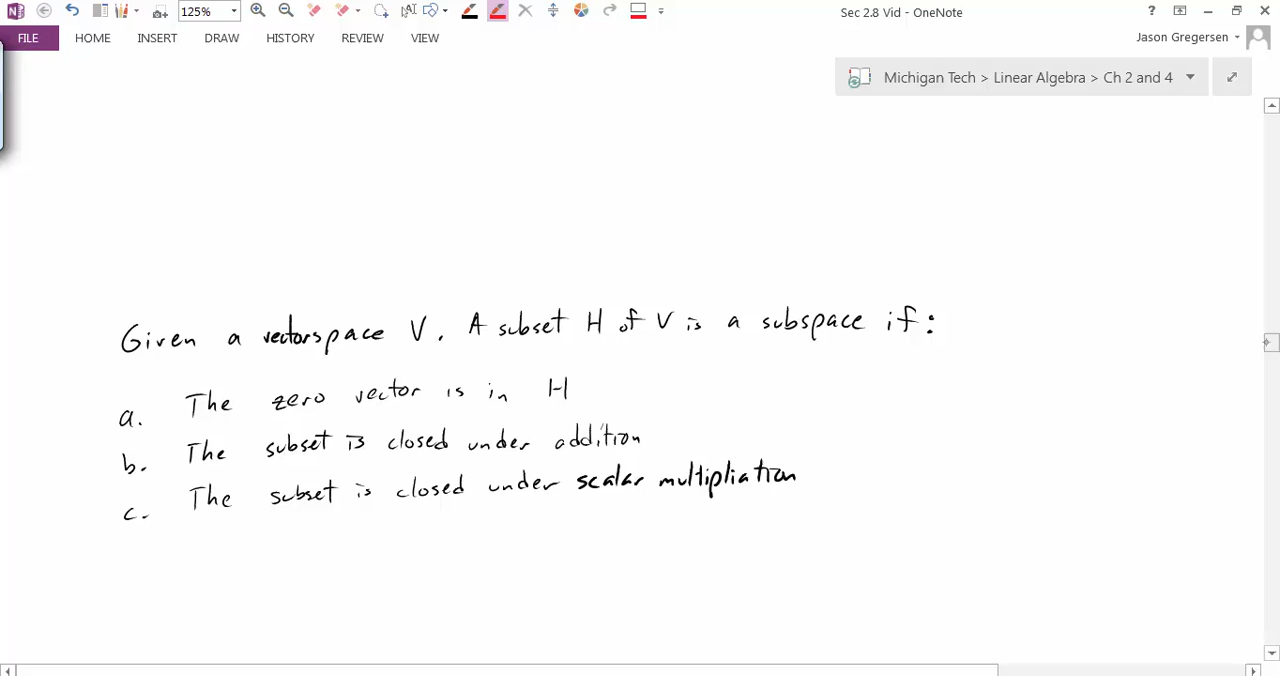 125%
Sec 2.8 Vid - OneNote
?
FILE HOME INSERT DRAW HISTORY REVIEW VIEW
Jason Gregersen
Michigan Tech > Linear Algebra > Ch 2 and 4
Given a vectorspace V. A subset H of V is a subspace if:
a. The zero vector is in H
b. The subset is closed under addition
c. The subset is closed under scalar multipliation